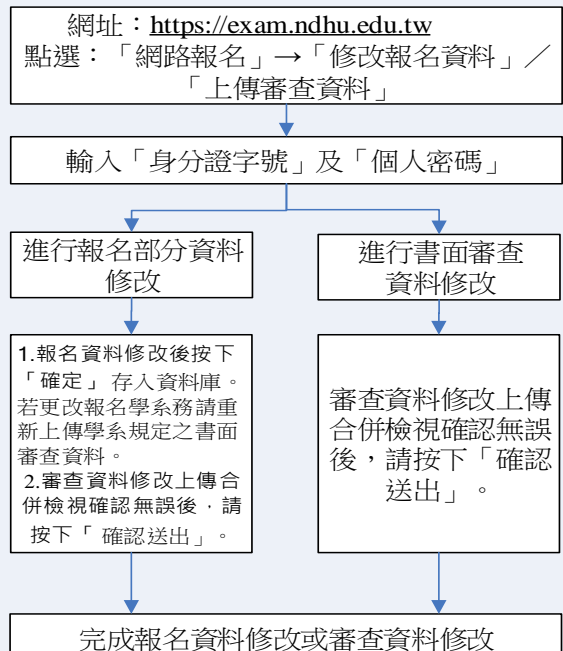 網址：https://exam.ndhu.edu.tw
點選：「網路報名」→「修改報名資料」／
「上傳審查資料」
輸入「身分證字號」及「個人密碼」
進行報名部分資料
修改
進行書面審查
資料修改
1.報名資料修改後按下
「確定」存入資料庫。
若更改報名學系務請重
新上傳學系規定之書面
審查資料。
2.審查資料修改上傳合
併檢視確認無誤後，請
按下「確認送出」。
審查資料修改上傳
合併檢視確認無誤
後，請按下「確認
送出」。
完成報名資料修改或審查資料修改